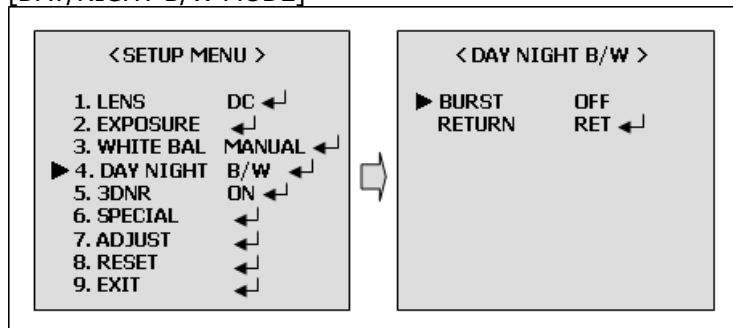 [DAY/NIGHT B/W MODE]
<SETUP MENU >
1. LENS DC
2. EXPOSURE
3. WHITE BAL MANUAL
4. DAY NIGHT B/W
5. 3DNR ON
6. SPECIAL
7. ADJUST
8. RESET
9. EXIT
<DAY NIGHT B/W >
BURST OFF
RETURN RET